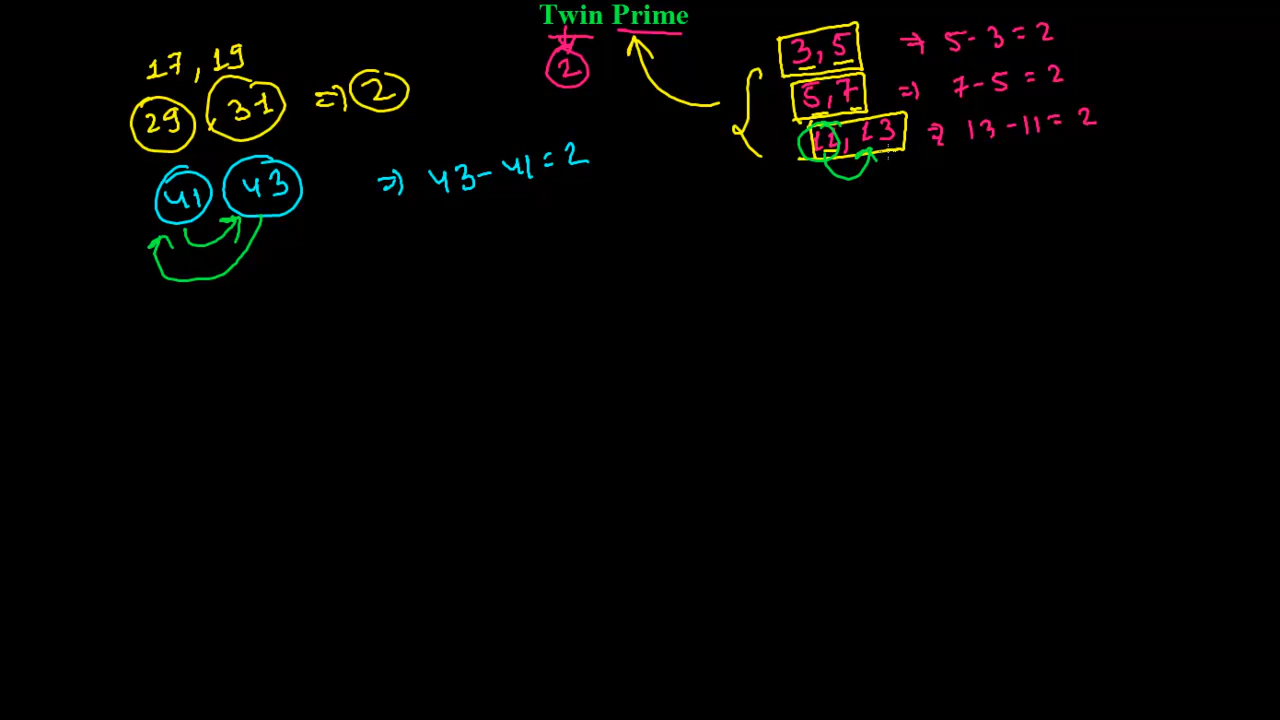 Twin Prime
2
17, 19
29, 31 ⇒ 2
41 43 ⇒ 43 - 41 = 2
3, 5 ⇒ 5 - 3 = 2
5, 7 ⇒ 7 - 5 = 2
11, 13 ⇒ 13 - 11 = 2